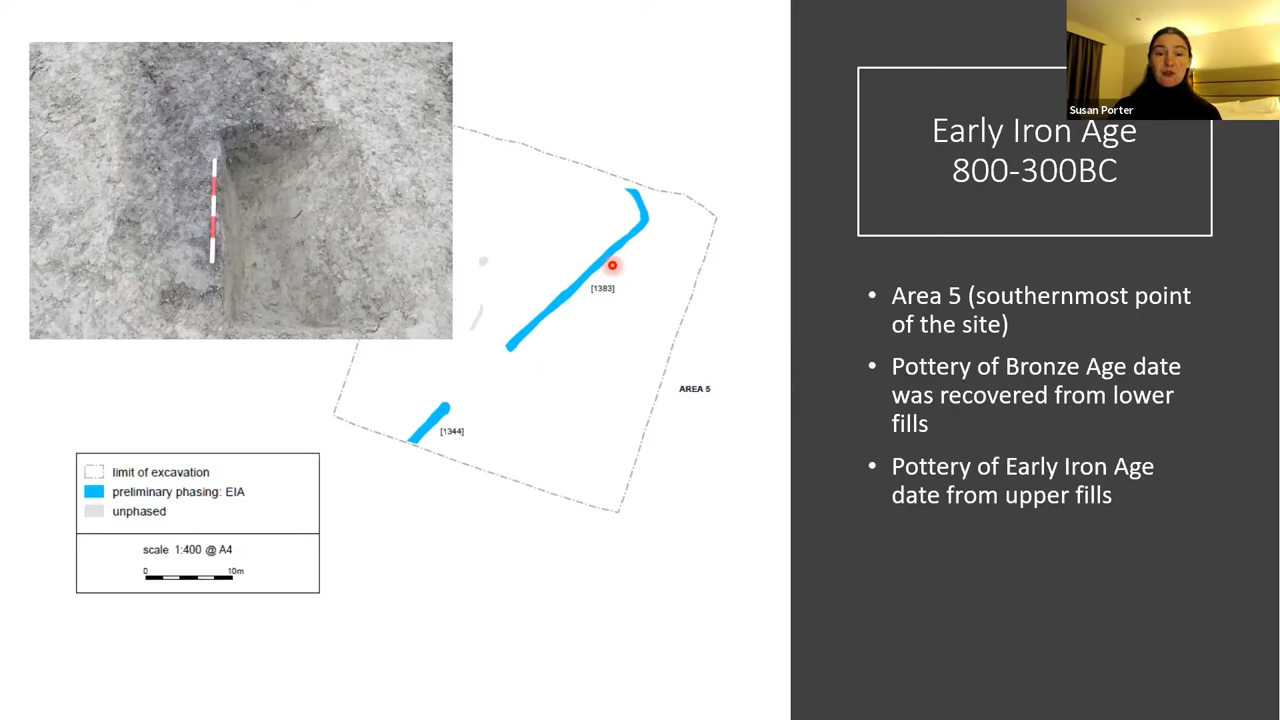 Susan Porter
Early Iron Age
800-300BC
• Area 5 (southernmost point
of the site)
• Pottery of Bronze Age date
was recovered from lower
fills
• Pottery of Early Iron Age
date from upper fills
[1383]
AREA 5
[1344]
limit of excavation
preliminary phasing: EIA
unphased
scale 1:400 @ A4
0 10m